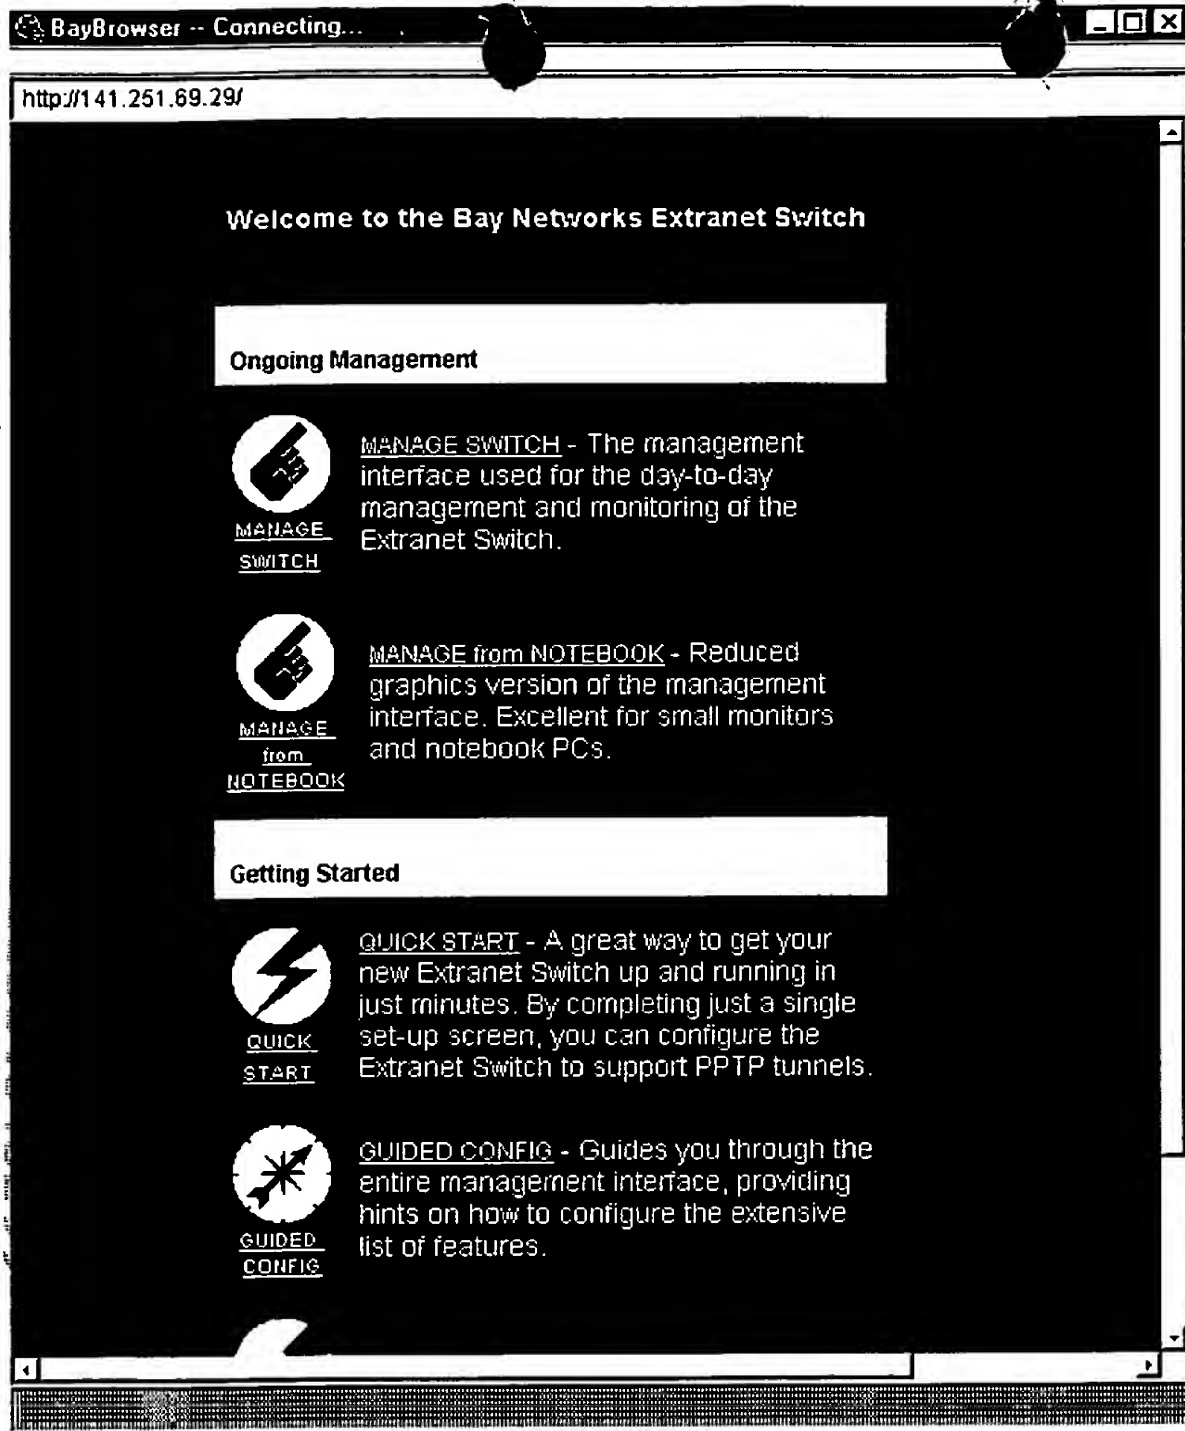 BayBrowser -- Connecting...
http://141.251.69.29/
Welcome to the Bay Networks Extranet Switch
Ongoing Management
MANAGE SWITCH - The management
interface used for the day-to-day
management and monitoring of the
Extranet Switch.
MANAGE
SWITCH
MANAGE from NOTEBOOK - Reduced
graphics version of the management
interface. Excellent for small monitors
and notebook PCs.
MANAGE
from
NOTEBOOK
Getting Started
QUICK START - A great way to get your
new Extranet Switch up and running in
just minutes. By completing just a single
set-up screen, you can configure the
Extranet Switch to support PPTP tunnels.
QUICK
START
GUIDED CONFIG - Guides you through the
entire management interface, providing
hints on how to configure the extensive
list of features.
GUIDED
CONFIG